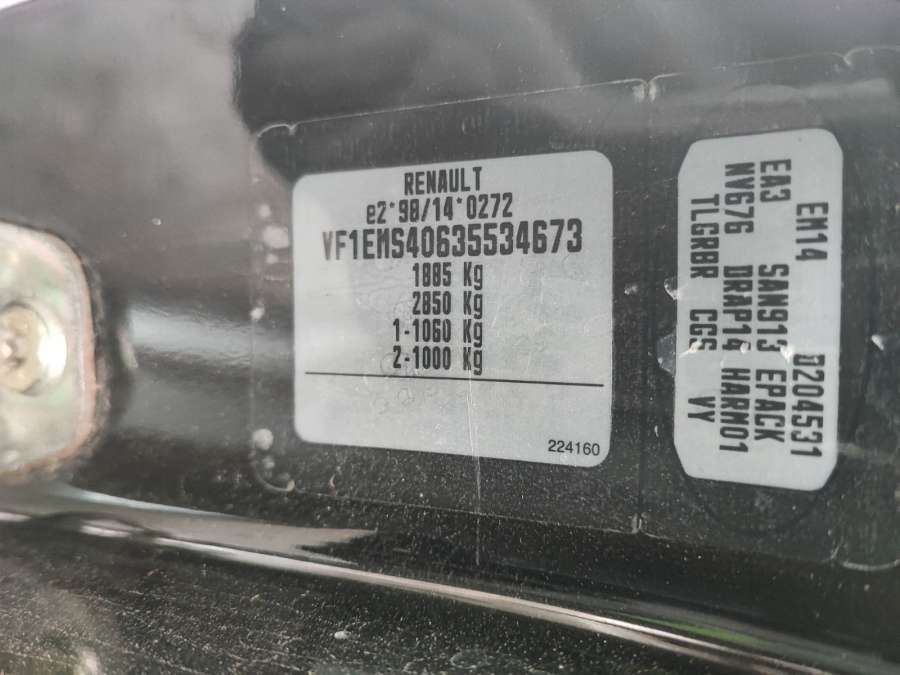 RENAULT
e2*98/14*0272
VF1EMS40635534673
1885 Kg
2850 Kg
1-1060 Kg
2-1000 Kg
224160
EM14 0204531
EA3 SAN913 EPACK
NV676 DRAP14 HARM01
TLGRBR CGS VY